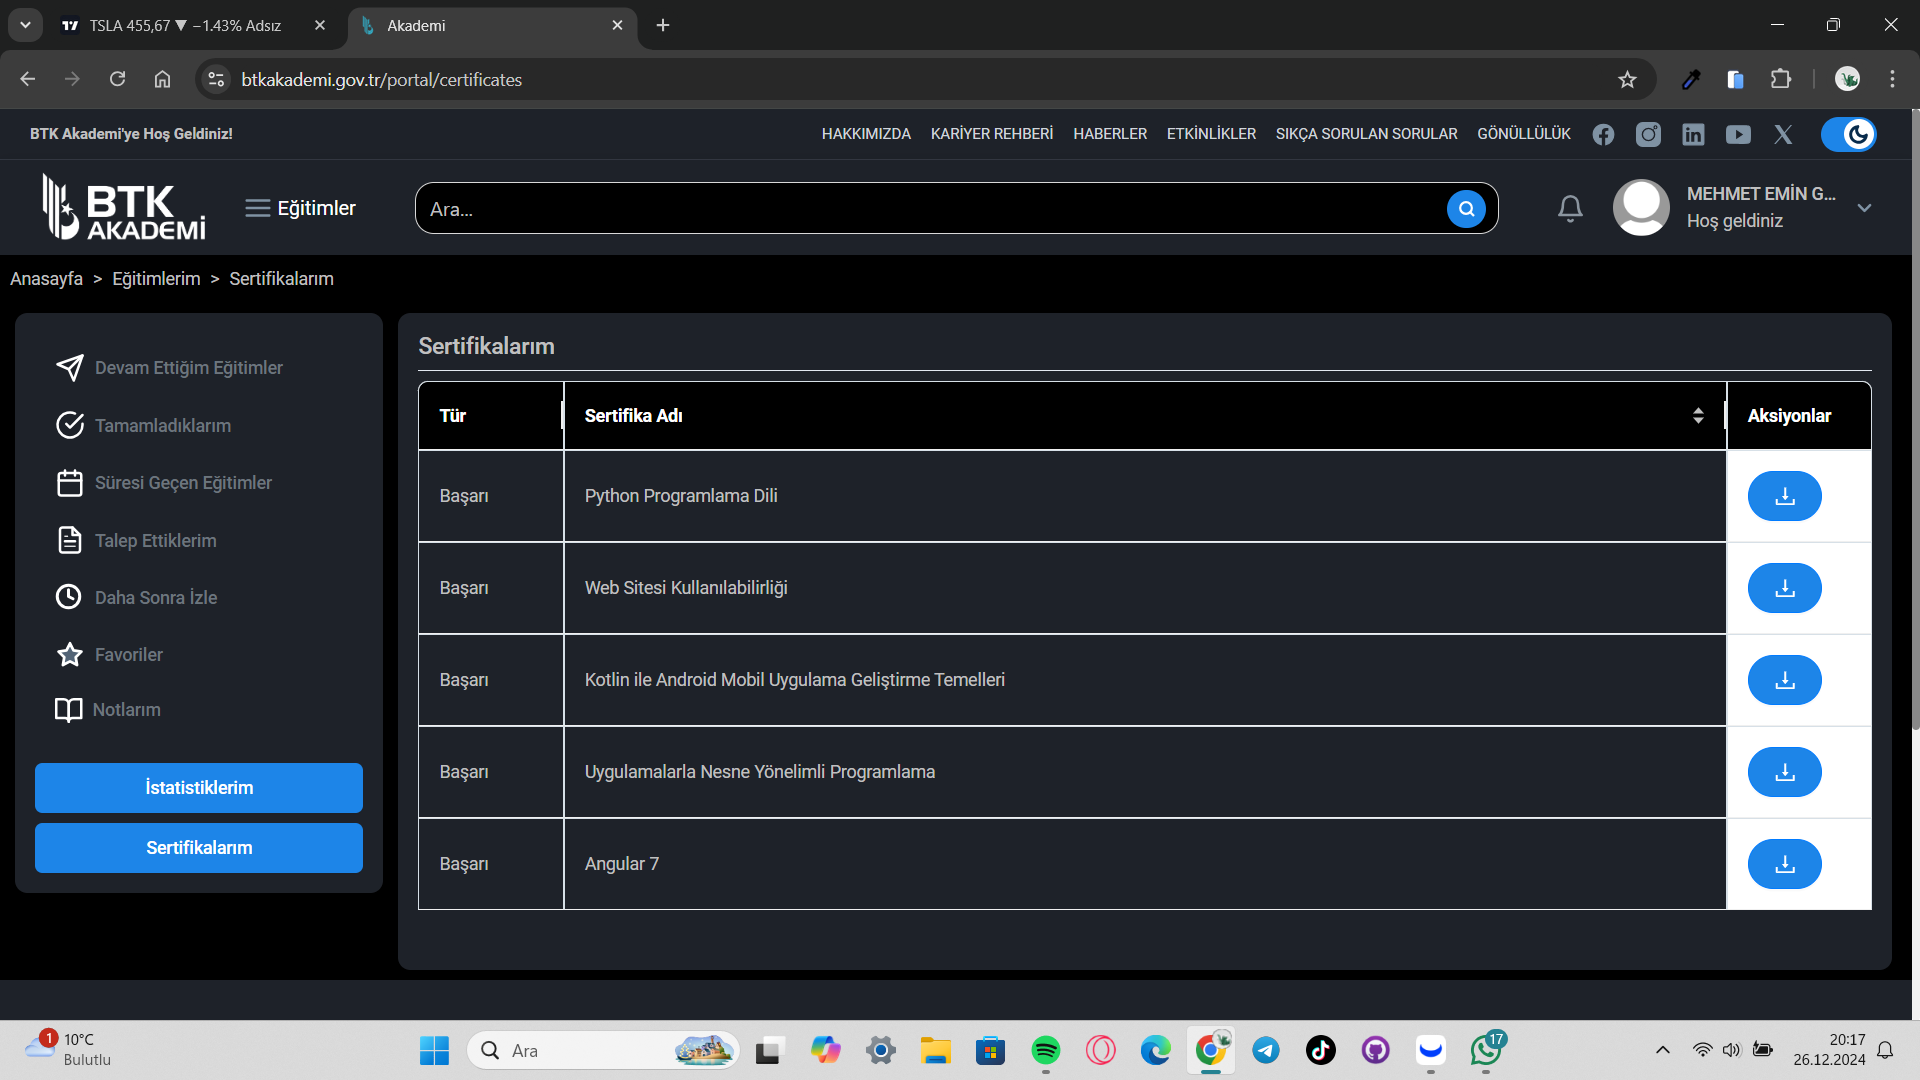 TSLA 455,67 ▼ −1.43% Adsız
Akademi
btkakademi.gov.tr/portal/certificates
BTK Akademi'ye Hoş Geldiniz!
HAKKIMIZDA KARİYER REHBERİ HABERLER ETKİNLİKLER SIKÇA SORULAN SORULAR GÖNÜLLÜLÜK
BTK
AKADEMİ
Eğitimler
Ara...
MEHMET EMİN G...
Hoş geldiniz
Anasayfa > Eğitimlerim > Sertifikalarım
Devam Ettiğim Eğitimler
Tamamladıklarım
Süresi Geçen Eğitimler
Talep Ettiklerim
Daha Sonra İzle
Favoriler
Notlarım
İstatistiklerim
Sertifikalarım
Sertifikalarım
Tür Sertifika Adı Aksiyonlar
Başarı Python Programlama Dili
Başarı Web Sitesi Kullanılabilirliği
Başarı Kotlin ile Android Mobil Uygulama Geliştirme Temelleri
Başarı Uygulamalarla Nesne Yönelimli Programlama
Başarı Angular 7
1
10°C
Bulutlu
Ara
17
20:17
26.12.2024